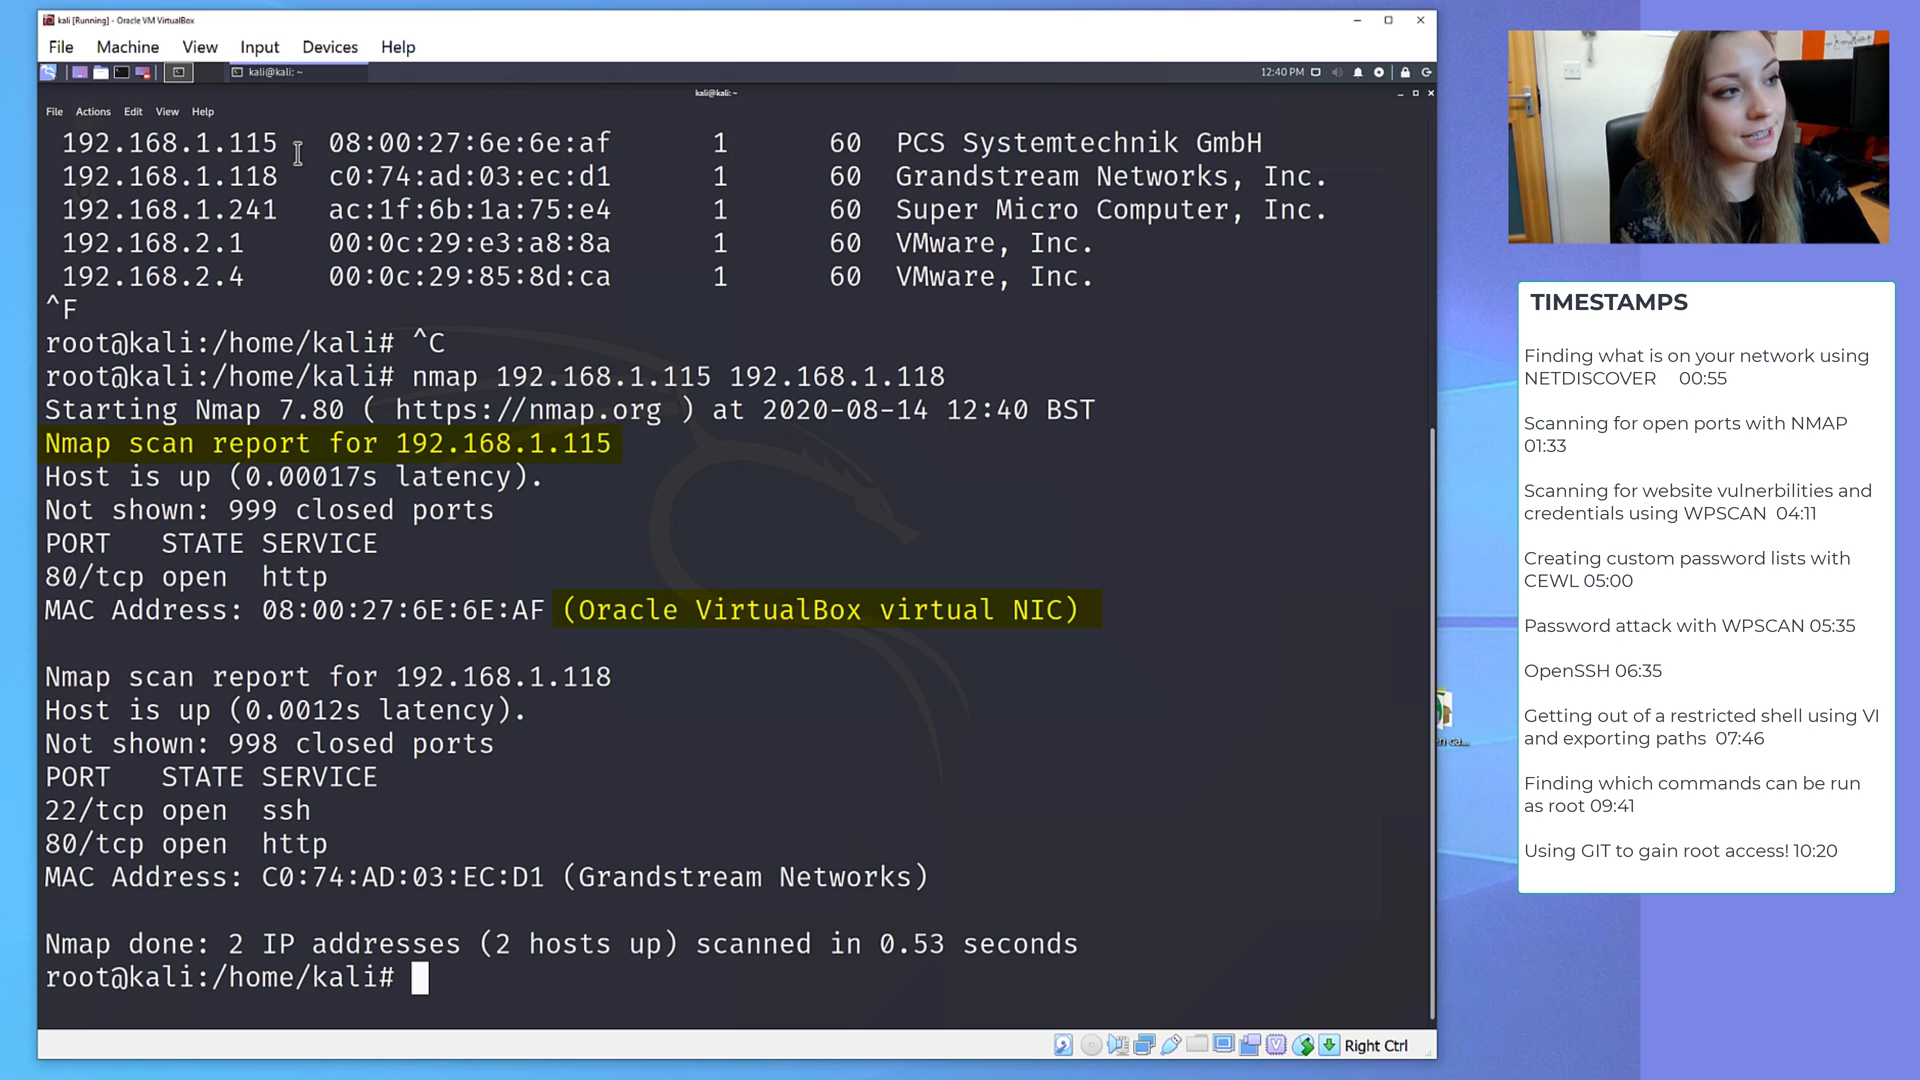 kali [Running] - Oracle VM VirtualBox
File Machine View Input Devices Help
kali@kali: ~
12:40 PM
kali@kali: ~
File Actions Edit View Help
192.168.1.115 08:00:27:6e:6e:af 1 60 PCS Systemtechnik GmbH
192.168.1.118 c0:74:ad:03:ec:d1 1 60 Grandstream Networks, Inc.
192.168.1.241 ac:1f:6b:1a:75:e4 1 60 Super Micro Computer, Inc.
192.168.2.1 00:0c:29:e3:a8:8a 1 60 VMware, Inc.
192.168.2.4 00:0c:29:85:8d:ca 1 60 VMware, Inc.
^F
root@kali:/home/kali# ^C
root@kali:/home/kali# nmap 192.168.1.115 192.168.1.118
Starting Nmap 7.80 ( https://nmap.org ) at 2020-08-14 12:40 BST
Nmap scan report for 192.168.1.115
Host is up (0.00017s latency).
Not shown: 999 closed ports
PORT STATE SERVICE
80/tcp open http
MAC Address: 08:00:27:6E:6E:AF (Oracle VirtualBox virtual NIC)
Nmap scan report for 192.168.1.118
Host is up (0.0012s latency).
Not shown: 998 closed ports
PORT STATE SERVICE
22/tcp open ssh
80/tcp open http
MAC Address: C0:74:AD:03:EC:D1 (Grandstream Networks)
Nmap done: 2 IP addresses (2 hosts up) scanned in 0.53 seconds
root@kali:/home/kali#
Right Ctrl
TIMESTAMPS
Finding what is on your network using
NETDISCOVER 00:55
Scanning for open ports with NMAP
01:33
Scanning for website vulnerbilities and
credentials using WPSCAN 04:11
Creating custom password lists with
CEWL 05:00
Password attack with WPSCAN 05:35
OpenSSH 06:35
Getting out of a restricted shell using VI
and exporting paths 07:46
Finding which commands can be run
as root 09:41
Using GIT to gain root access! 10:20